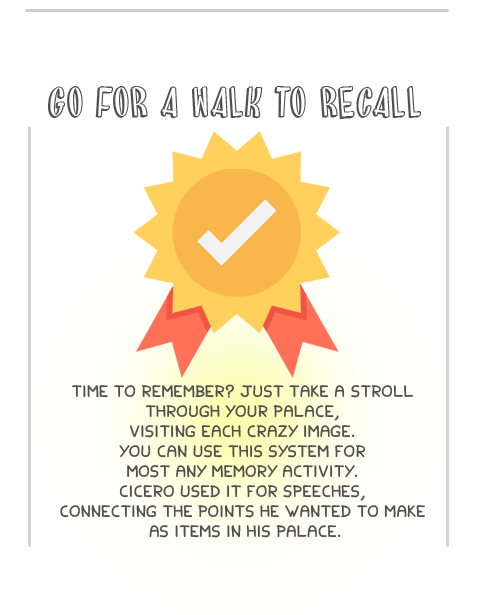 GO FOR A WALK TO RECALL
TIME TO REMEMBER? JUST TAKE A STROLL
THROUGH YOUR PALACE,
VISITING EACH CRAZY IMAGE.
YOU CAN USE THIS SYSTEM FOR
MOST ANY MEMORY ACTIVITY.
CICERO USED IT FOR SPEECHES,
CONNECTING THE POINTS HE WANTED TO MAKE
AS ITEMS IN HIS PALACE.